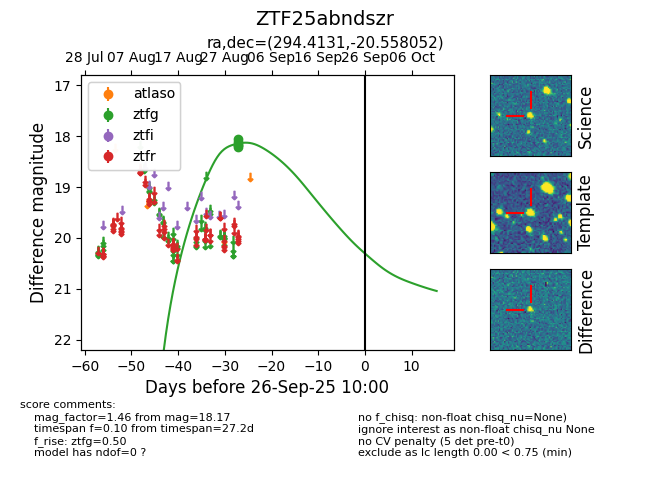 ZTF25abndszr
ra,dec=(294.4131,-20.558052)
28 Jul 07 Aug 17 Aug 27 Aug 06 Sep 16 Sep 26 Sep 06 Oct
17
18
19
20
21
22
Difference magnitude
atlaso
ztfg
ztfi
ztfr
−60 −50 −40 −30 −20 −10 0 10
Days before 26-Sep-25 10:00
Science
Template
Difference
score comments:
mag_factor=1.46 from mag=18.17
timespan f=0.10 from timespan=27.2d
f_rise: ztfg=0.50
model has ndof=0 ?
no f_chisq: non-float chisq_nu=None)
ignore interest as non-float chisq_nu None
no CV penalty (5 det pre-t0)
exclude as lc length 0.00 < 0.75 (min)